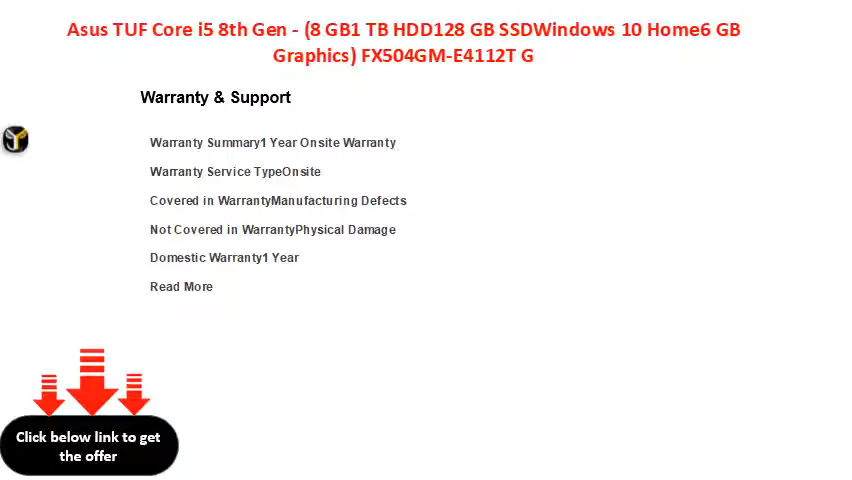 Asus TUF Core i5 8th Gen - (8 GB1 TB HDD128 GB SSDWindows 10 Home6 GB
Graphics) FX504GM-E4112T G
Warranty & Support
Warranty Summary1 Year Onsite Warranty
Warranty Service TypeOnsite
Covered in WarrantyManufacturing Defects
Not Covered in WarrantyPhysical Damage
Domestic Warranty1 Year
Read More
Click below link to get
the offer